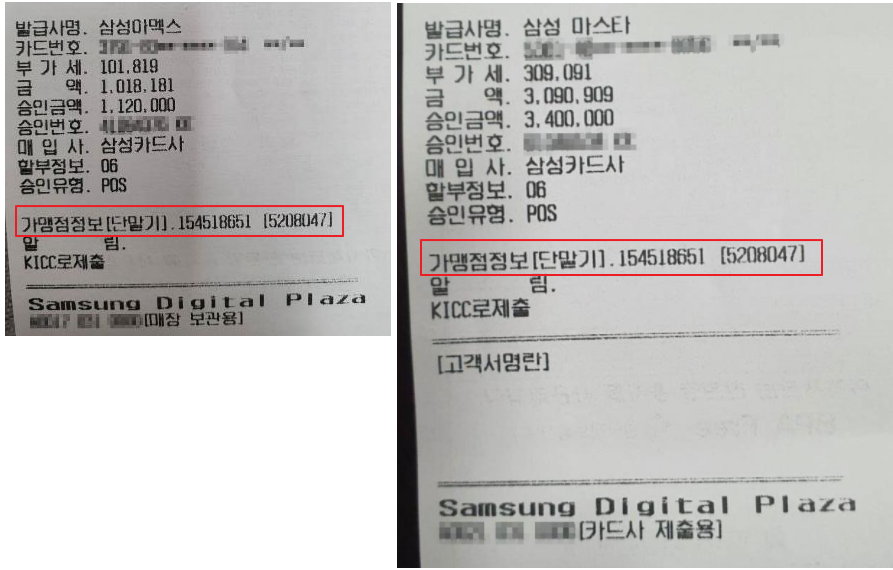 발급사명. 삼성아멕스
카드번호.
부 가 세. 101,819
금 액. 1,018,181
승인금액. 1,120,000
승인번호.
매 입 사. 삼성카드사
할부정보. 06
승인유형. POS
가맹점정보[단말기].154518651 [5208047]
알 림.
KICC로제출
Samsung Digital Plaza
[매장 보관용]
발급사명. 삼성 마스타
카드번호.
부 가 세. 309,091
금 액. 3,090,909
승인금액. 3,400,000
승인번호.
매 입 사. 삼성카드사
할부정보. 06
승인유형. POS
가맹점정보[단말기].154518651 [5208047]
알 림.
KICC로제출
[고객서명란]
Samsung Digital Plaza
[카드사 제출용]